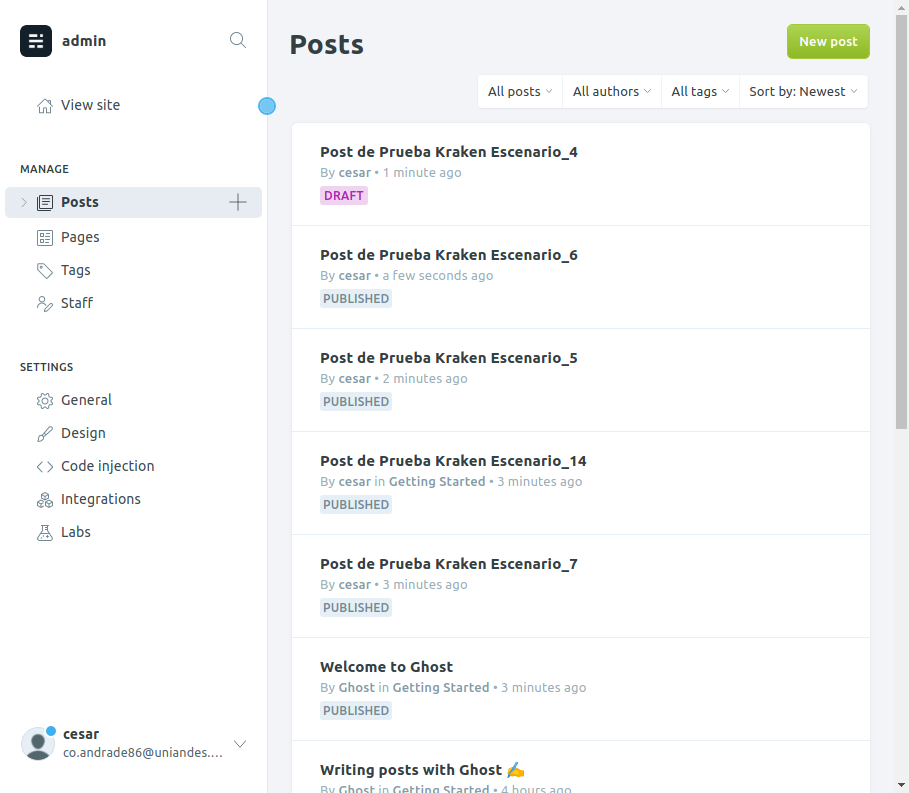 admin
View site
MANAGE
Posts
Pages
Tags
Staff
SETTINGS
General
Design
Code injection
Integrations
Labs
cesar
co.andrade86@uniandes....
Posts
New post
All posts
All authors
All tags
Sort by: Newest
Post de Prueba Kraken Escenario_4
By cesar • 1 minute ago
DRAFT
Post de Prueba Kraken Escenario_6
By cesar • a few seconds ago
PUBLISHED
Post de Prueba Kraken Escenario_5
By cesar • 2 minutes ago
PUBLISHED
Post de Prueba Kraken Escenario_14
By cesar in Getting Started • 3 minutes ago
PUBLISHED
Post de Prueba Kraken Escenario_7
By cesar • 3 minutes ago
PUBLISHED
Welcome to Ghost
By Ghost in Getting Started • 3 minutes ago
PUBLISHED
Writing posts with Ghost ✍️
By Ghost in Getting Started • 4 hours ago